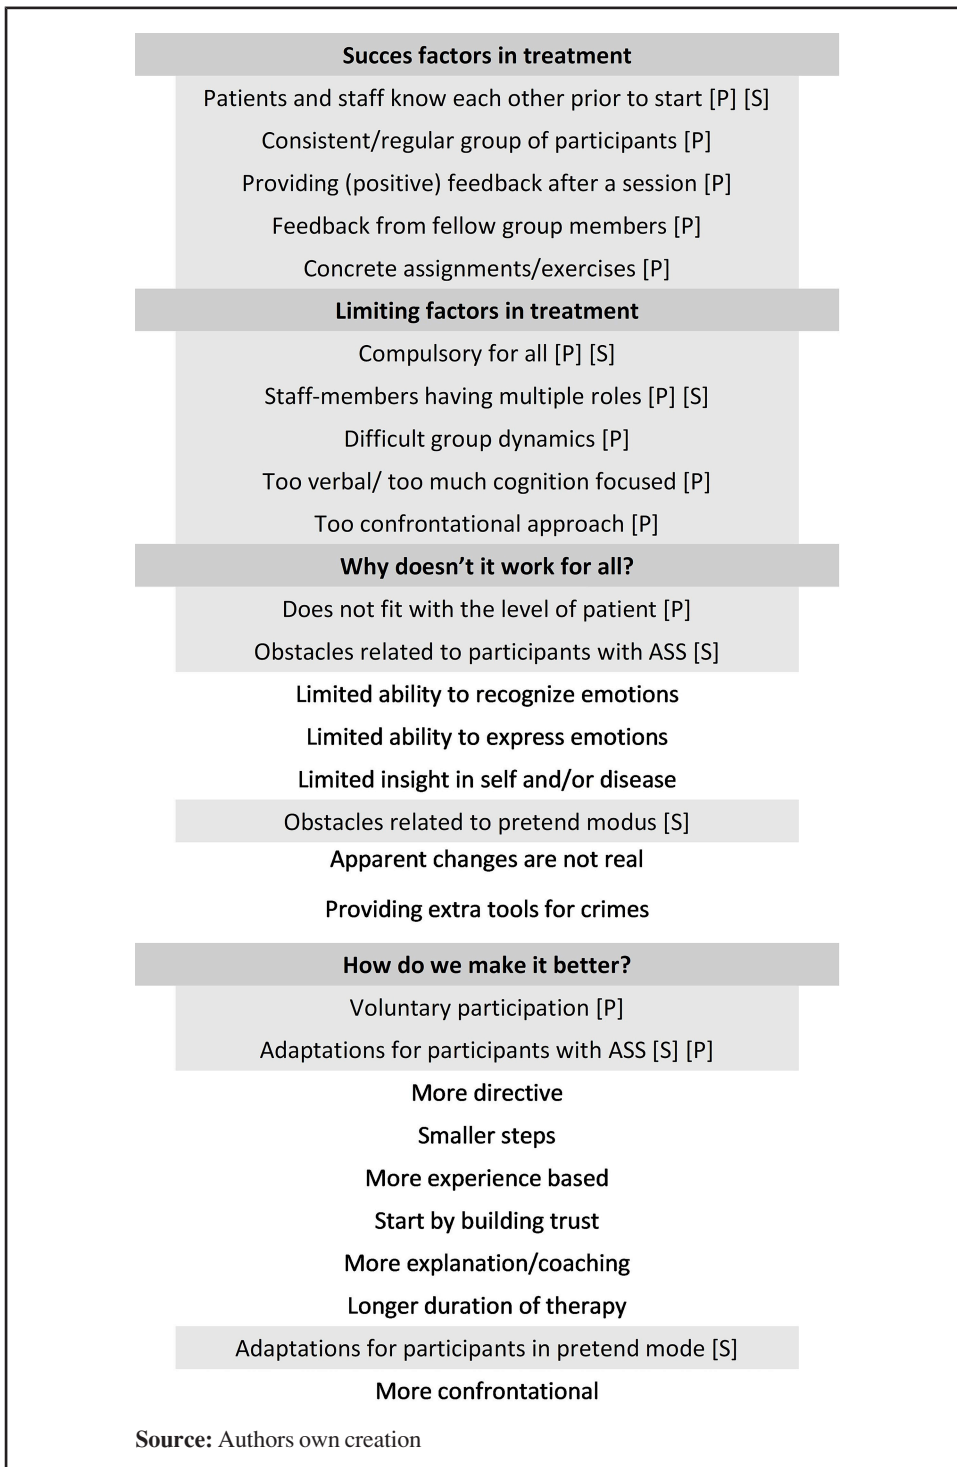 Succes factors in treatment
Patients and staff know each other prior to start [P] [S]
Consistent/regular group of participants [P]
Providing (positive) feedback after a session [P]
Feedback from fellow group members [P]
Concrete assignments/exercises [P]
Limiting factors in treatment
Compulsory for all [P] [S]
Staff-members having multiple roles [P] [S]
Difficult group dynamics [P]
Too verbal/ too much cognition focused [P]
Too confrontational approach [P]
Why doesn’t it work for all?
Does not fit with the level of patient [P]
Obstacles related to participants with ASS [S]
Limited ability to recognize emotions
Limited ability to express emotions
Limited insight in self and/or disease
Obstacles related to pretend modus [S]
Apparent changes are not real
Providing extra tools for crimes
How do we make it better?
Voluntary participation [P]
Adaptations for participants with ASS [S] [P]
More directive
Smaller steps
More experience based
Start by building trust
More explanation/coaching
Longer duration of therapy
Adaptations for participants in pretend mode [S]
More confrontational
Source: Authors own creation